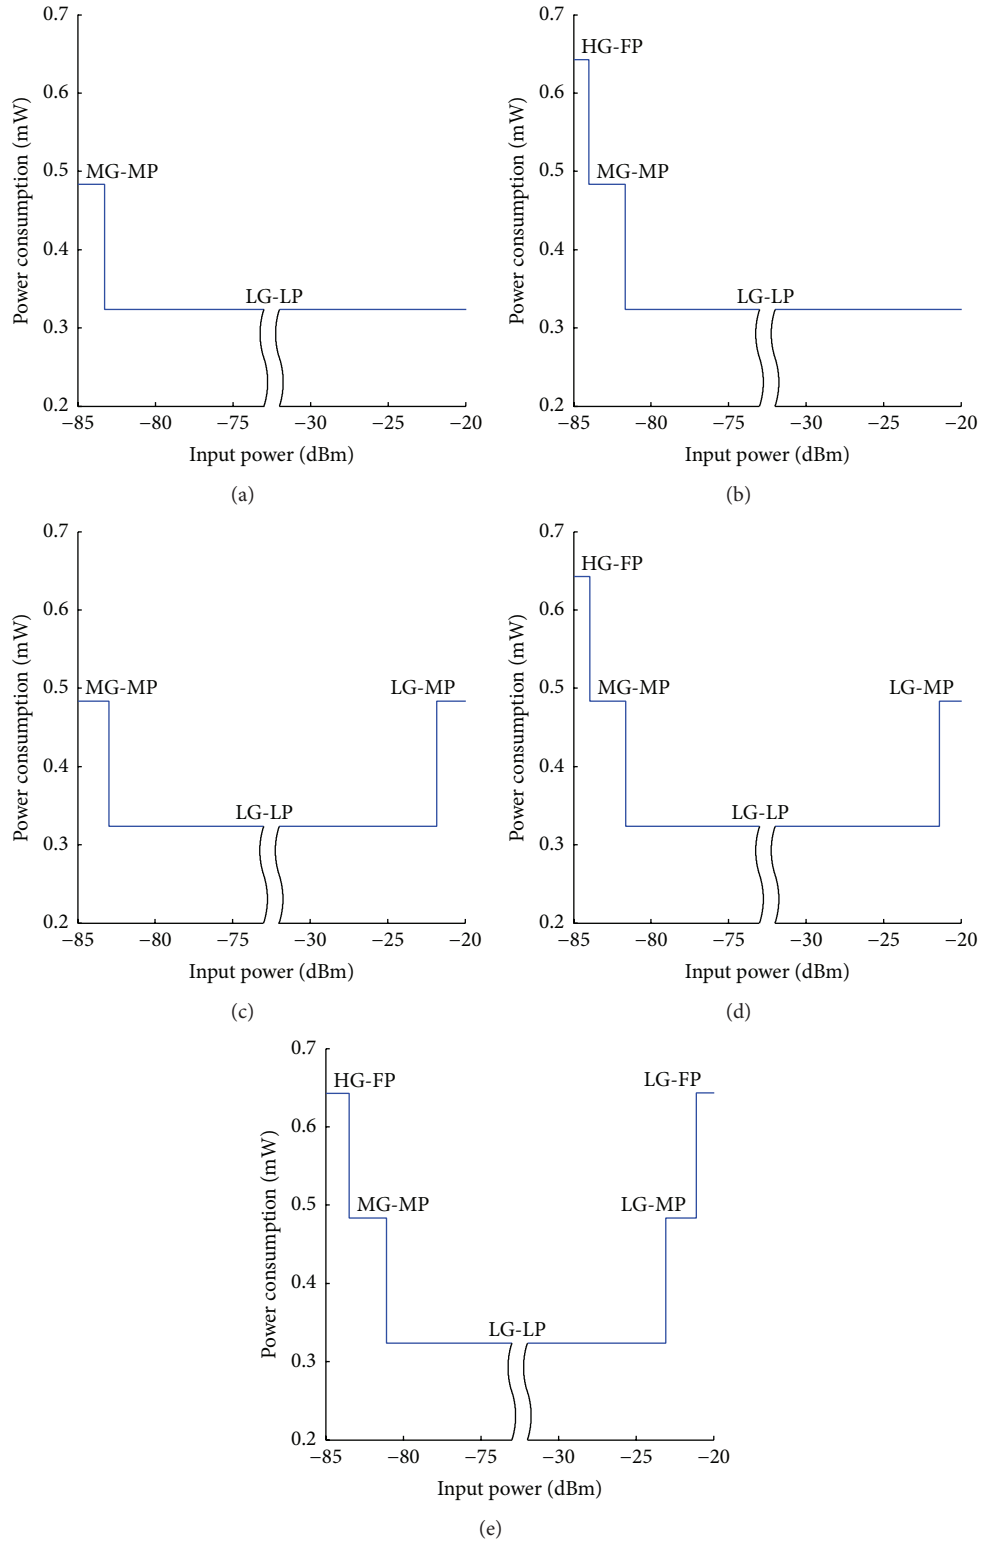 0.7
0.6
0.5
0.4
0.3
0.2
Power consumption (mW)
MG-MP
LG-LP
−85 −80 −75 −30 −25 −20
Input power (dBm)
(a)
0.7
0.6
0.5
0.4
0.3
0.2
Power consumption (mW)
HG-FP
MG-MP
LG-LP
−85 −80 −75 −30 −25 −20
Input power (dBm)
(b)
0.7
0.6
0.5
0.4
0.3
0.2
Power consumption (mW)
MG-MP
LG-MP
LG-LP
−85 −80 −75 −30 −25 −20
Input power (dBm)
(c)
0.7
0.6
0.5
0.4
0.3
0.2
Power consumption (mW)
HG-FP
MG-MP
LG-MP
LG-LP
−85 −80 −75 −30 −25 −20
Input power (dBm)
(d)
0.7
0.6
0.5
0.4
0.3
0.2
Power consumption (mW)
HG-FP
LG-FP
MG-MP
LG-MP
LG-LP
−85 −80 −75 −30 −25 −20
Input power (dBm)
(e)